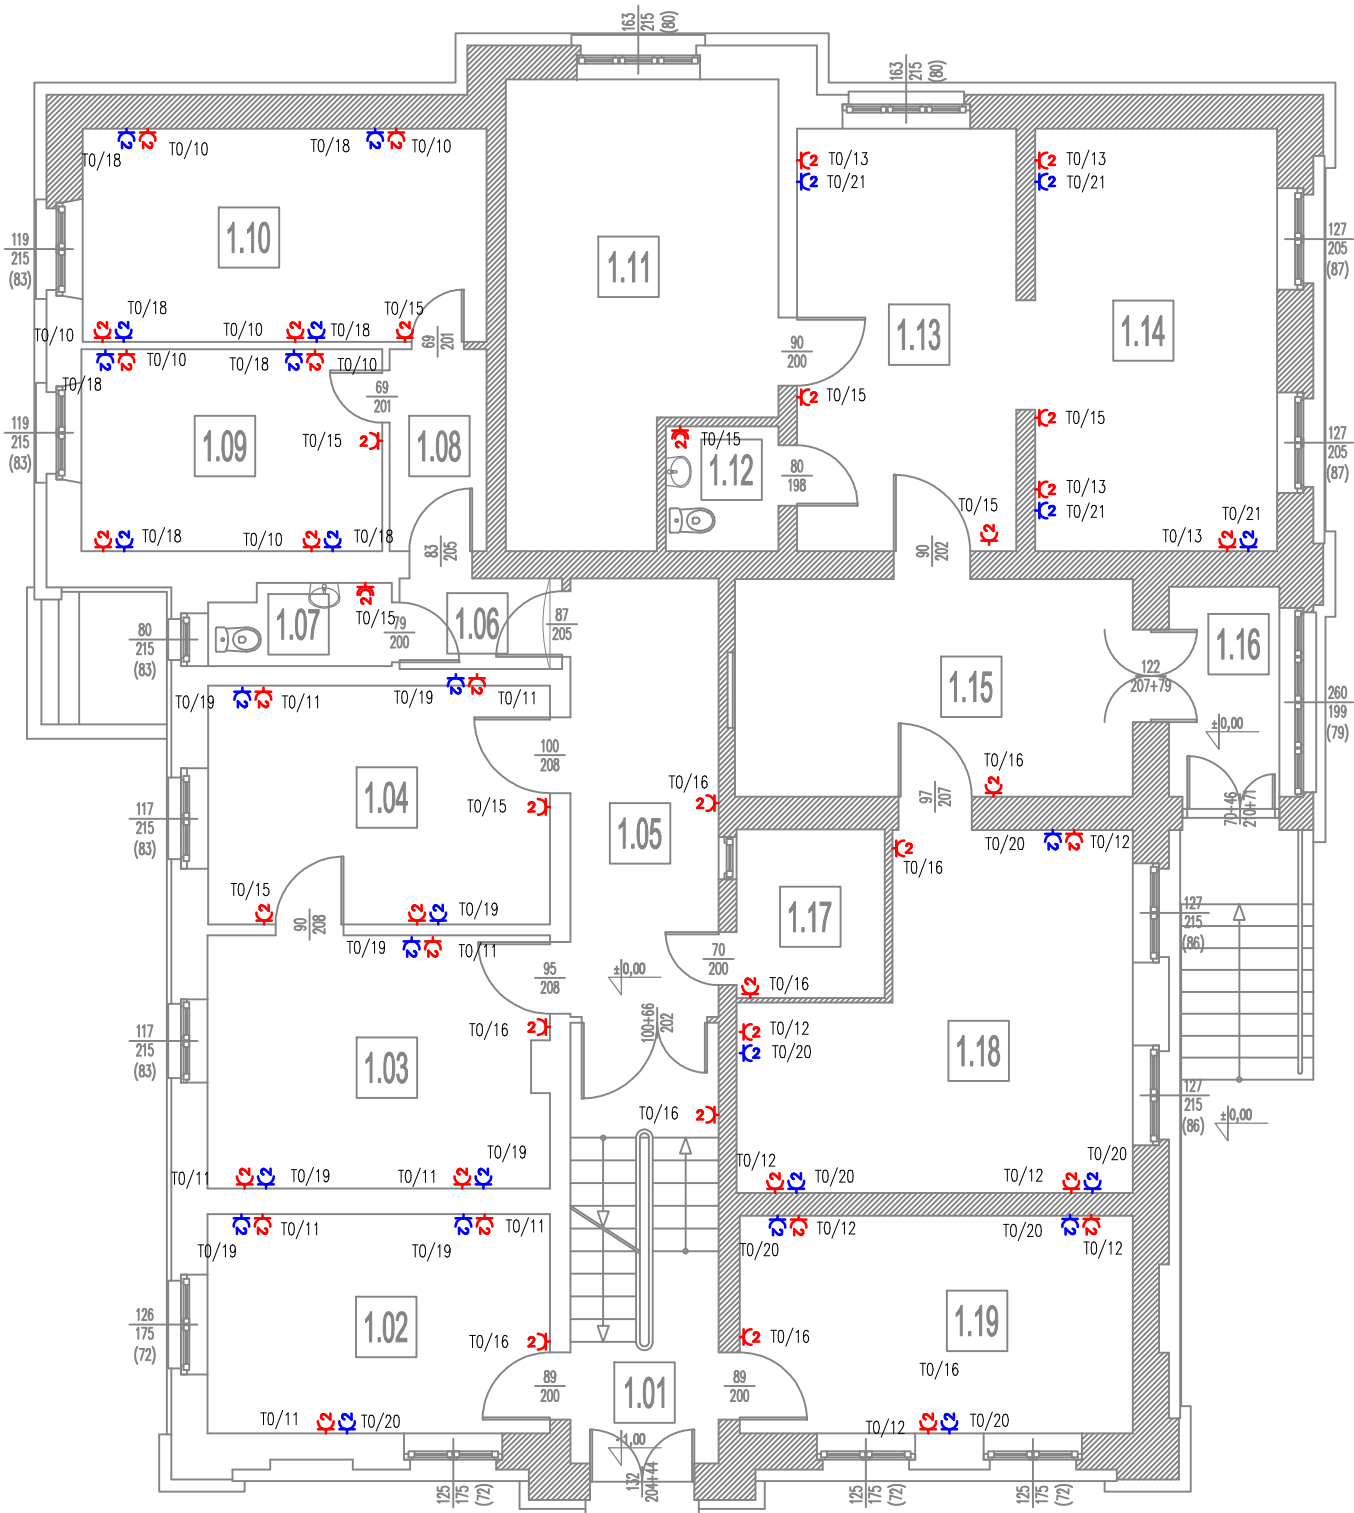 163
215
(80)
163
215
(80)
T0/18
T0/10
T0/18
T0/10
T0/13
T0/21
T0/13
T0/21
1.10
1.11
119
215
(83)
127
205
(87)
T0/10
T0/18
T0/10
T0/18
T0/15
69
201
1.13
1.14
90
200
T0/18
T0/10
T0/18
T0/10
69
201
T0/15
T0/15
119
215
(83)
1.09
T0/15
1.08
T0/15
1.12
80
198
127
205
(87)
T0/13
T0/21
T0/18
T0/10
T0/18
83
205
T0/15
90
202
T0/13
T0/21
80
215
(83)
1.07
T0/15
79
200
1.06
87
205
1.16
122
207+79
T0/19
T0/11
T0/19
T0/11
1.15
260
199
(79)
±0,00
100
208
T0/16
T0/16
1.04
T0/15
117
215
(83)
1.05
97
207
70+46
210+71
T0/20
T0/12
T0/16
T0/15
90
208
T0/19
1.17
127
215
(86)
T0/19
T0/11
95
208
±0,00
70
200
T0/16
117
215
(83)
1.03
T0/16
100+66
202
T0/12
T0/20
1.18
127
215
(86)
±0,00
T0/16
T0/11
T0/19
T0/11
T0/19
T0/12
T0/20
T0/12
T0/20
T0/19
T0/11
T0/19
T0/11
T0/20
T0/12
T0/20
T0/12
126
175
(72)
1.02
T0/16
T0/16
1.19
T0/16
89
200
1.01
89
200
T0/11
T0/20
T0/12
T0/20
-1,00
132
204+44
125
175
(72)
125
175
(72)
125
175
(72)